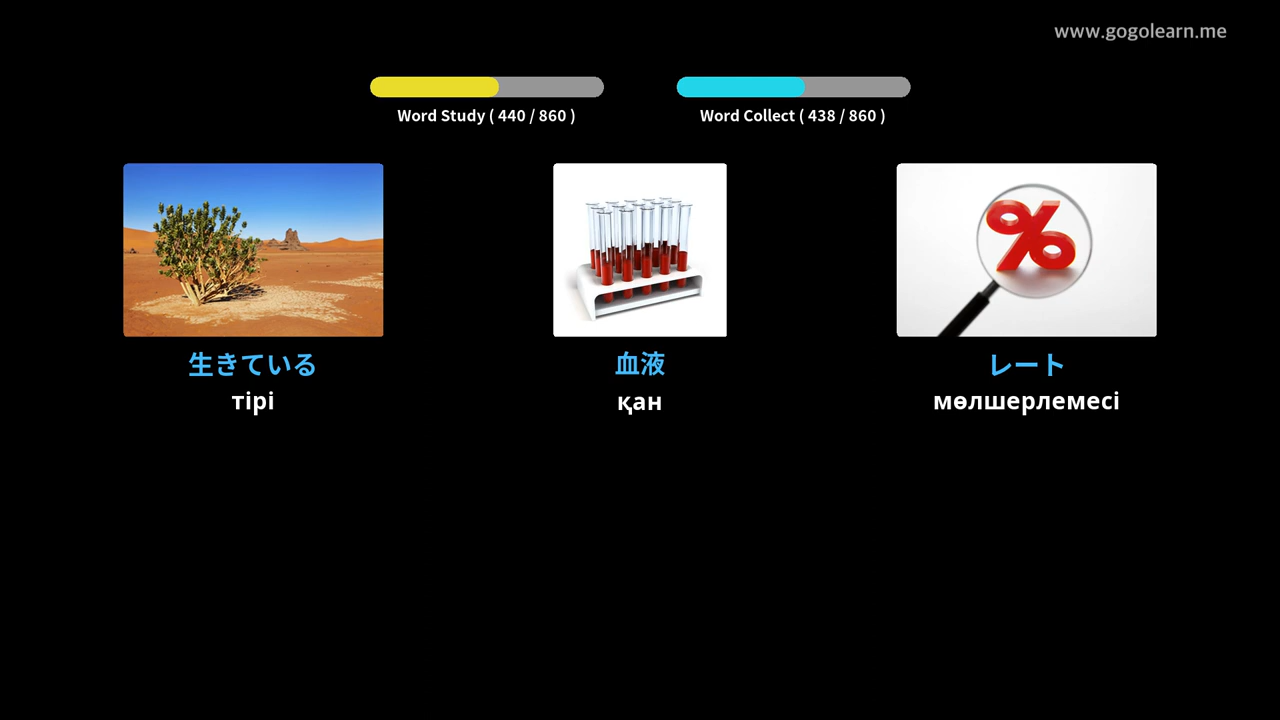 www.gogolearn.me
Word Study ( 440 / 860 )
Word Collect ( 438 / 860 )
生きている
血液
レート
тірі
қан
мөлшерлемесі